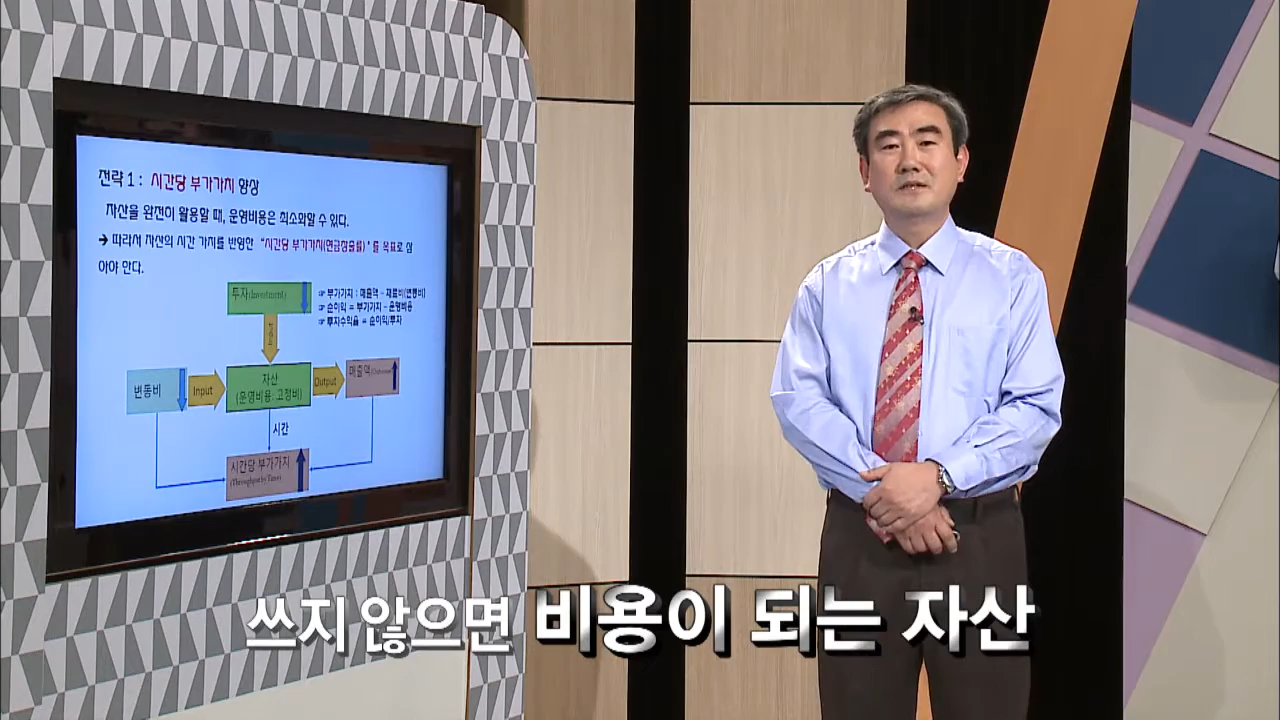 전략 1 : 시간당 부가가치 향상
자산을 완전히 활용할 때, 운영비용은 최소화할 수 있다.
➔ 따라서 자산의 시간 가치를 반영한 "시간당 부가가치(현금창출률)"를 목표로 삼
아야 한다.
투자(Investment)
☞ 부가가치 : 매출액 - 재료비(변동비)
☞ 순이익 = 부가가치 - 운영비용
☞ 투자수익률 = 순이익/투자
변동비
Input
자산
(운영비용: 고정비)
Output
매출액
시간
시간당 부가가치
(Throughput by Time)
쓰지 않으면 비용이 되는 자산